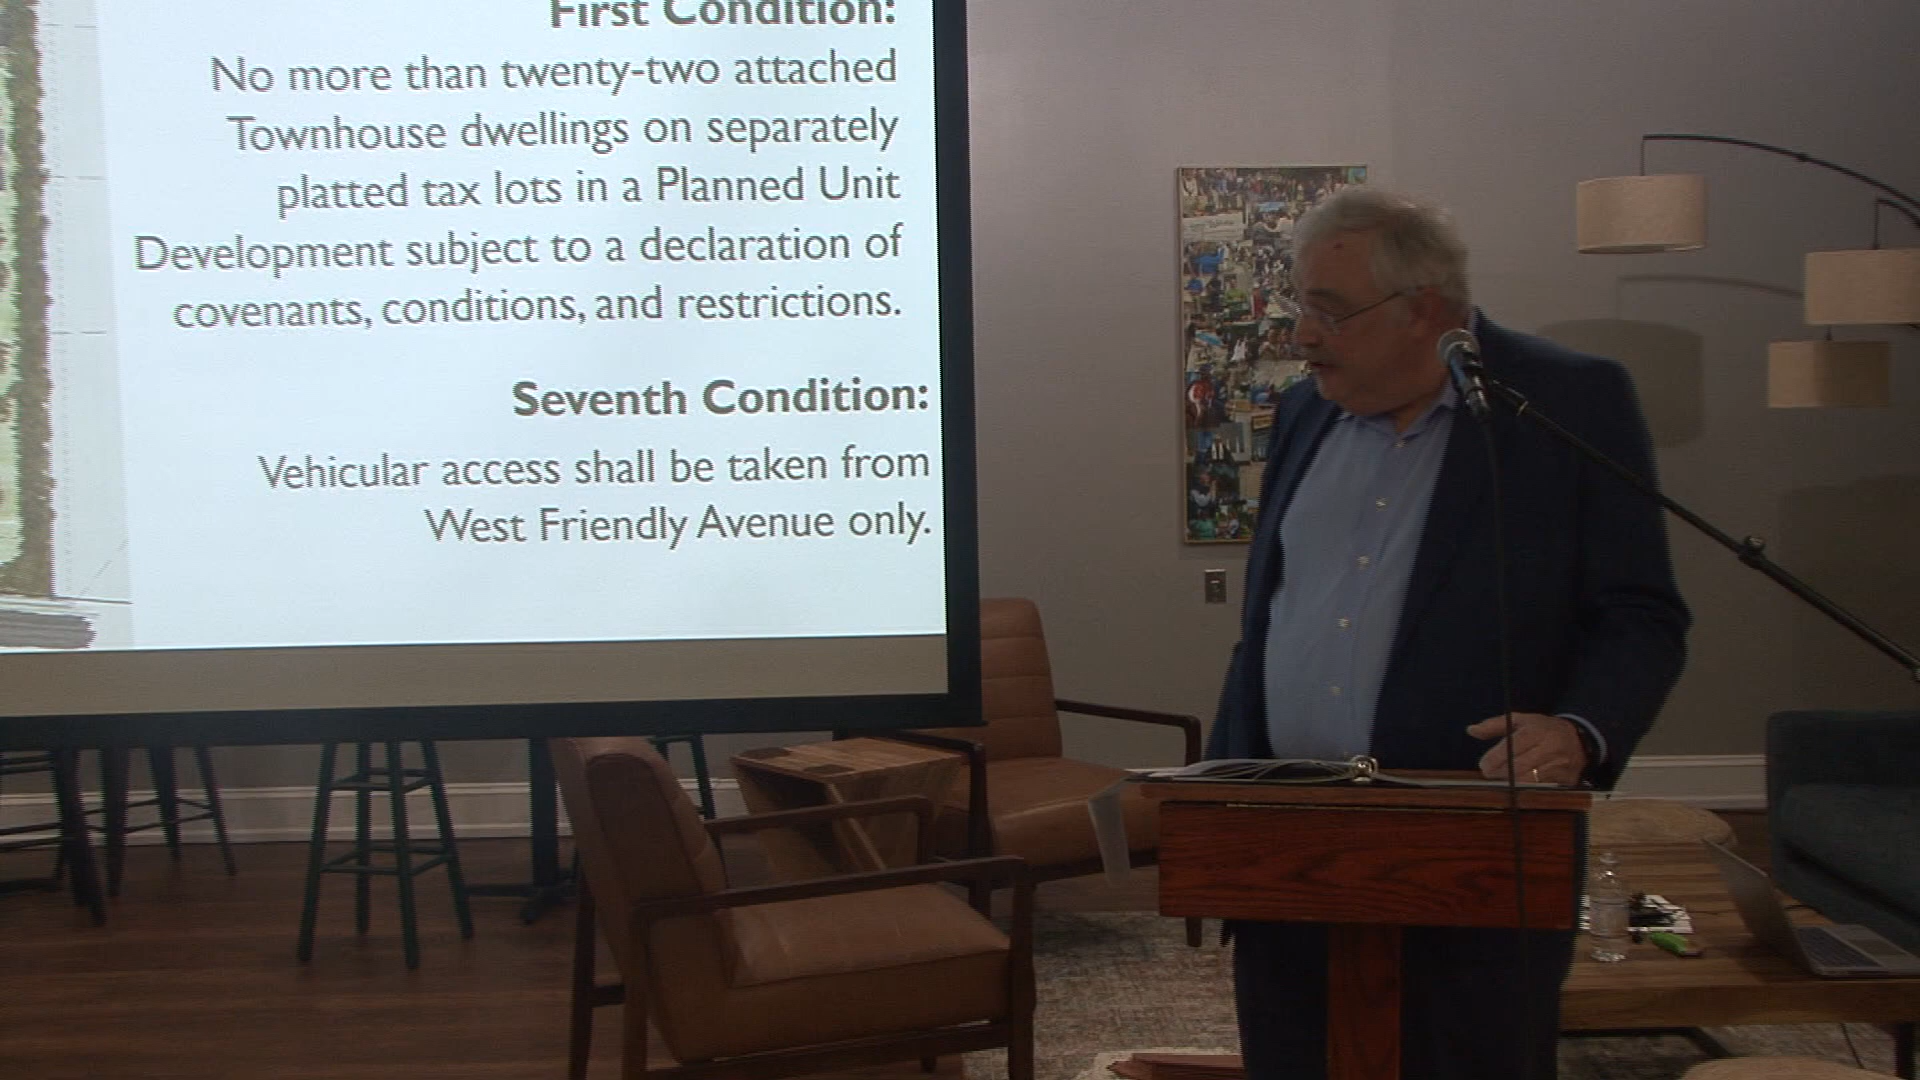 First Condition:
No more than twenty-two attached
Townhouse dwellings on separately
platted tax lots in a Planned Unit
Development subject to a declaration of
covenants, conditions, and restrictions.
Seventh Condition:
Vehicular access shall be taken from
West Friendly Avenue only.